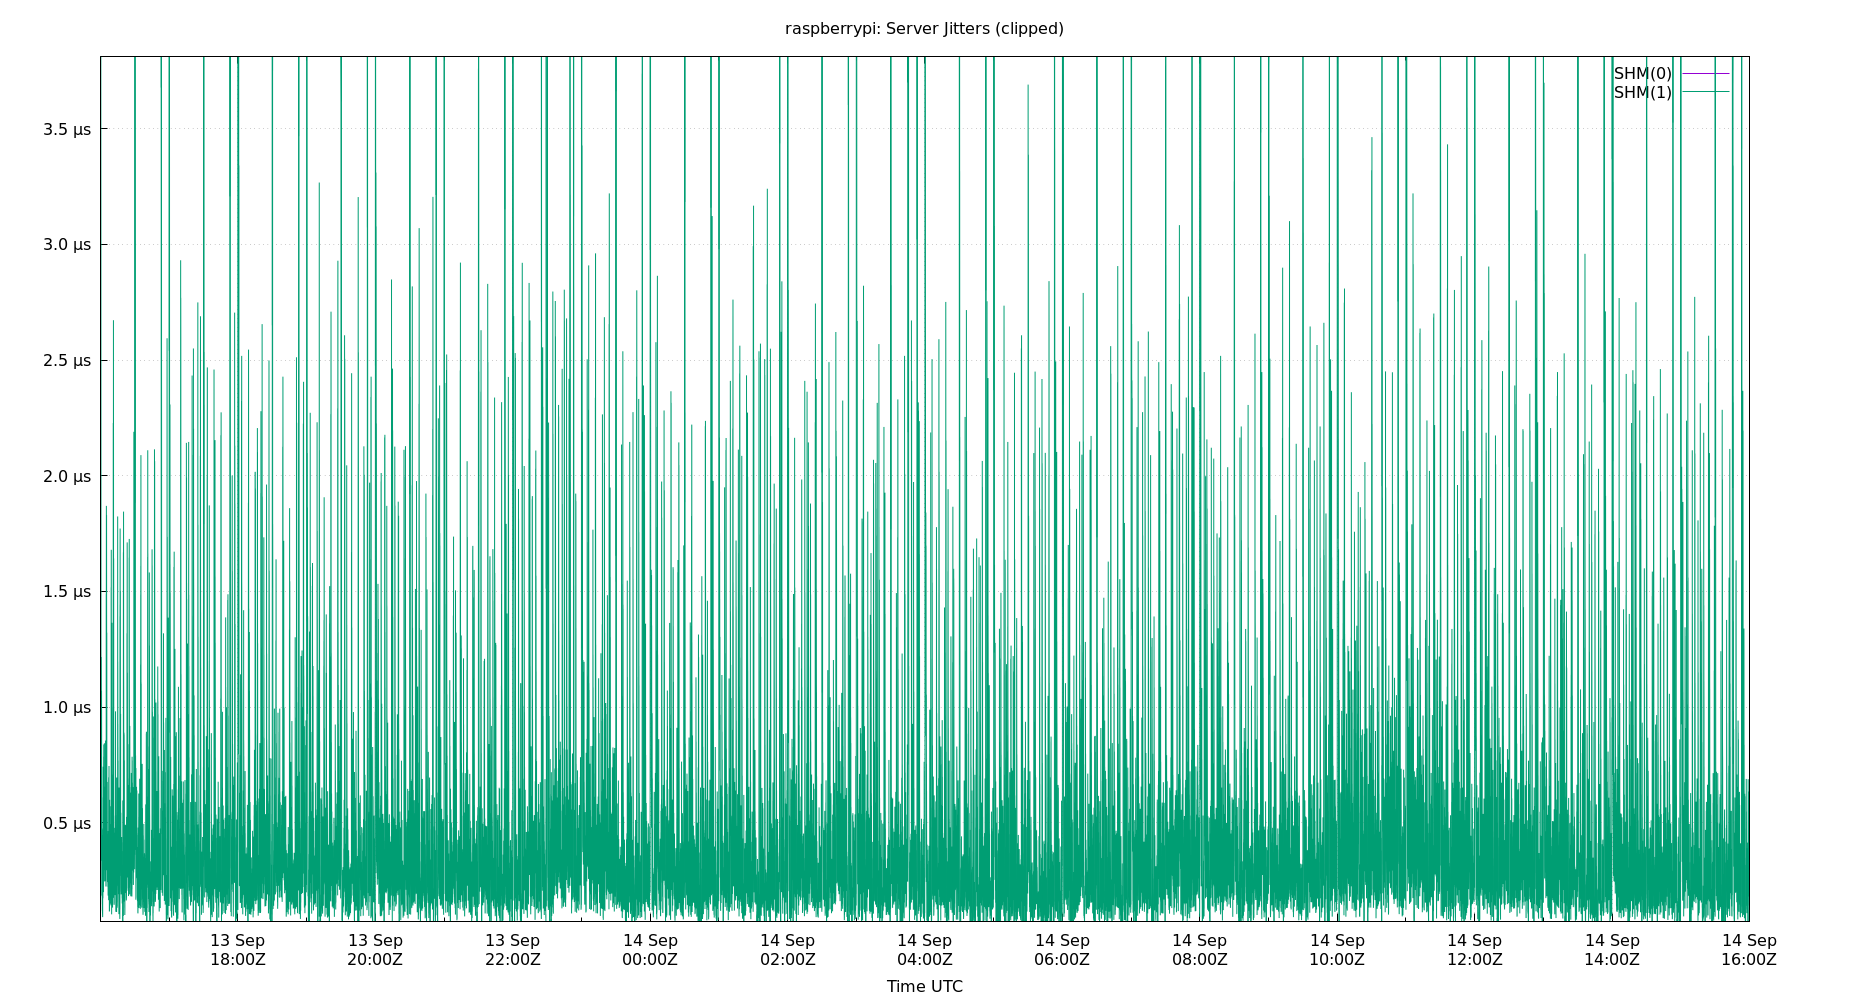 raspberrypi: Server Jitters (clipped)
SHM(0)
SHM(1)
3.5 µs
3.0 µs
2.5 µs
2.0 µs
1.5 µs
1.0 µs
0.5 µs
13 Sep 13 Sep 13 Sep 14 Sep 14 Sep 14 Sep 14 Sep 14 Sep 14 Sep 14 Sep 14 Sep 14 Sep
18:00Z 20:00Z 22:00Z 00:00Z 02:00Z 04:00Z 06:00Z 08:00Z 10:00Z 12:00Z 14:00Z 16:00Z
Time UTC